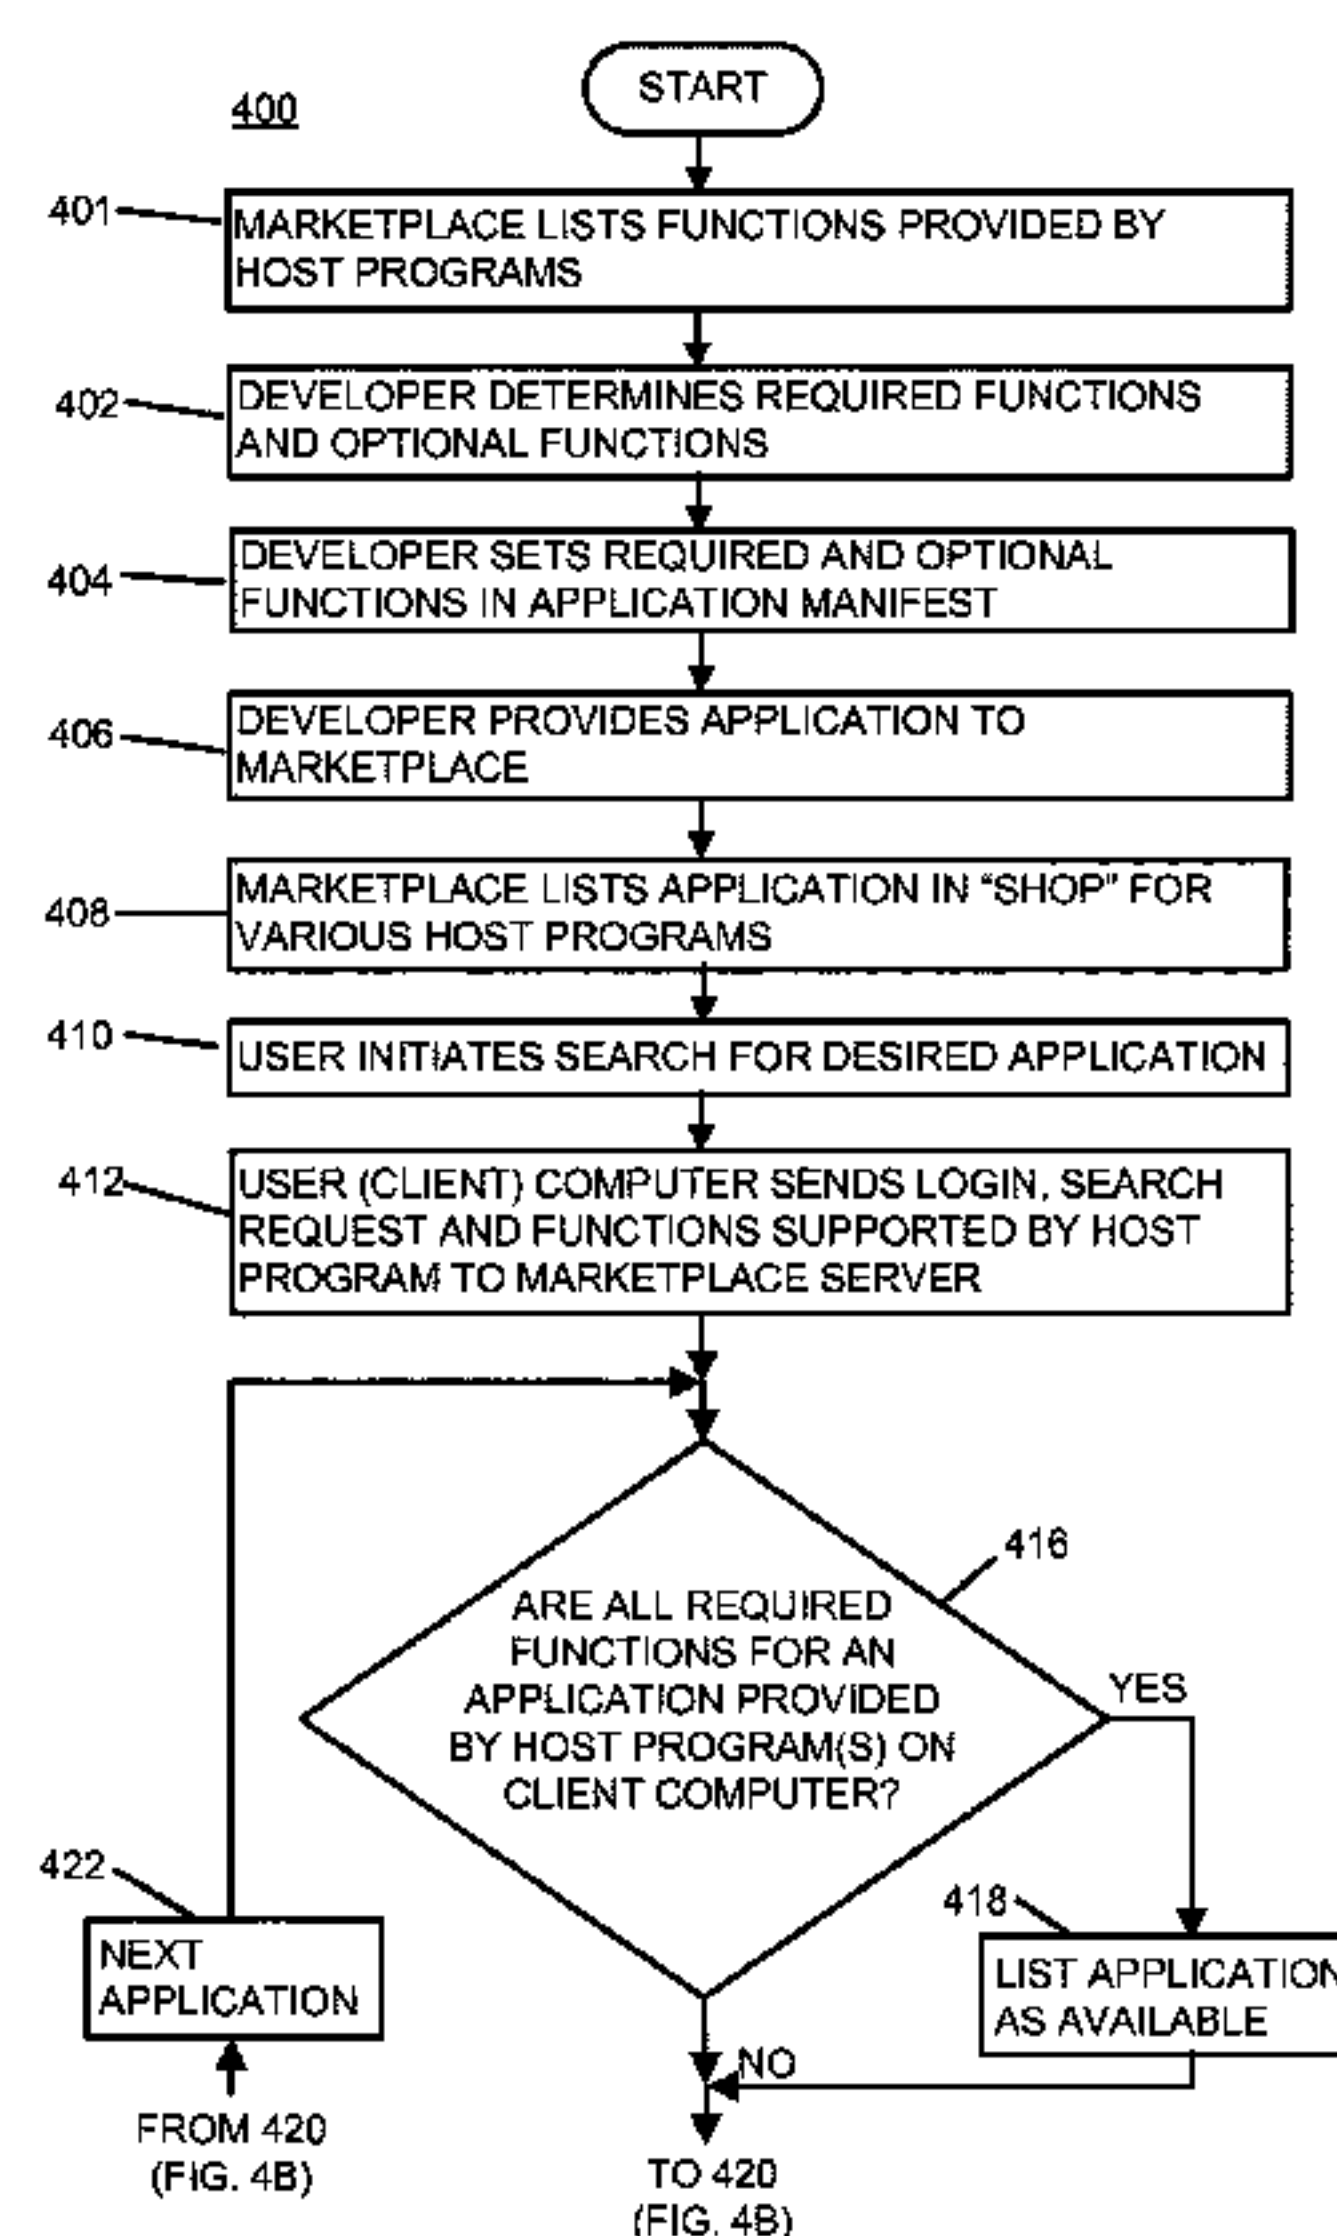 START
400
401
MARKETPLACE LISTS FUNCTIONS PROVIDED BY
HOST PROGRAMS
402
DEVELOPER DETERMINES REQUIRED FUNCTIONS
AND OPTIONAL FUNCTIONS
404
DEVELOPER SETS REQUIRED AND OPTIONAL
FUNCTIONS IN APPLICATION MANIFEST
406
DEVELOPER PROVIDES APPLICATION TO
MARKETPLACE
408
MARKETPLACE LISTS APPLICATION IN “SHOP” FOR
VARIOUS HOST PROGRAMS
410
USER INITIATES SEARCH FOR DESIRED APPLICATION
412
USER (CLIENT) COMPUTER SENDS LOGIN, SEARCH
REQUEST AND FUNCTIONS SUPPORTED BY HOST
PROGRAM TO MARKETPLACE SERVER
416
ARE ALL REQUIRED
FUNCTIONS FOR AN
APPLICATION PROVIDED
BY HOST PROGRAM(S) ON
CLIENT COMPUTER?
YES
422
NEXT
APPLICATION
418
LIST APPLICATION
AS AVAILABLE
NO
FROM 420
(FIG. 4B)
TO 420
(FIG. 4B)